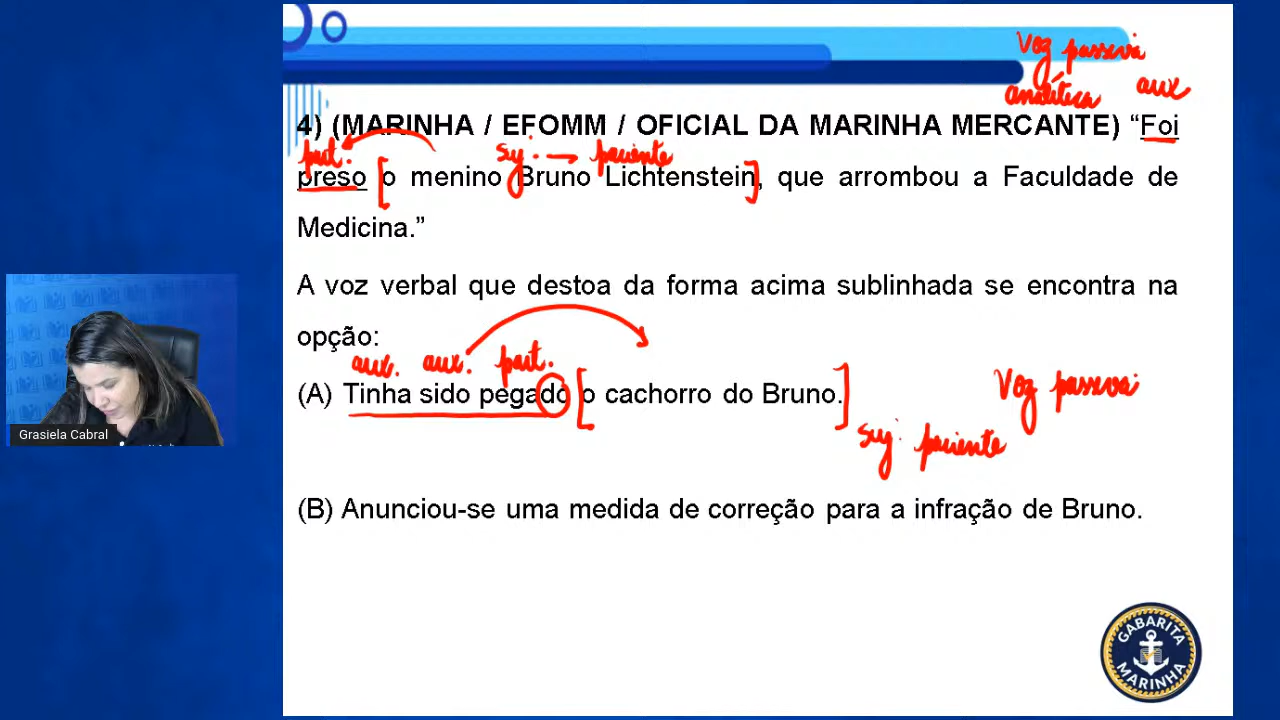 Voz passiva
analítica aux
4) (MARINHA / EFOMM / OFICIAL DA MARINHA MERCANTE) “Foi
part. suj. → paciente
preso [o menino Bruno Lichtenstein], que arrombou a Faculdade de
Medicina.”
A voz verbal que destoa da forma acima sublinhada se encontra na
opção:
aux. aux. part.
(A) Tinha sido pegado [o cachorro do Bruno.]
Voz passiva
suj. paciente
Grasiela Cabral
(B) Anunciou-se uma medida de correção para a infração de Bruno.
GABARITA
MARINHA